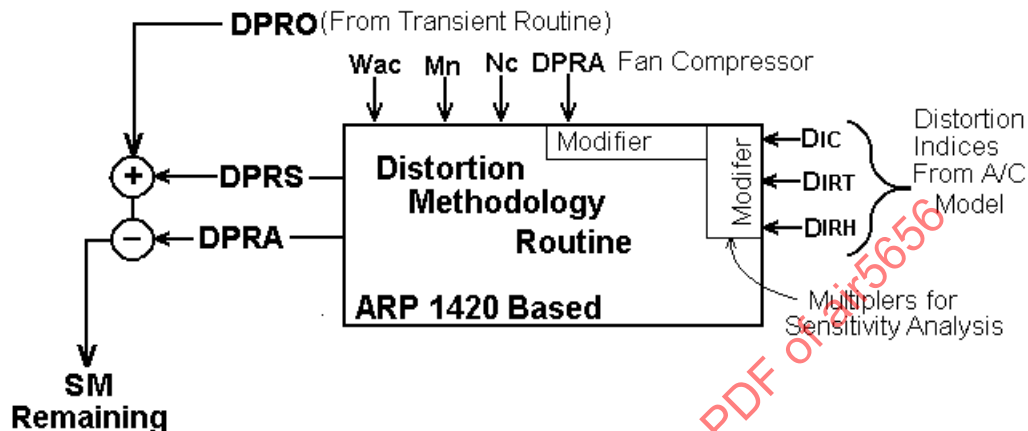 DPRO (From Transient Routine)
Wac Mn Nc DPRA Fan Compressor
Modifier
Modifer
DIC
DIRT
DIRH
Distortion
Indices
From A/C
Model
Distortion
Methodology
Routine
ARP 1420 Based
+
DPRS
−
DPRA
Multiplers for
Sensitivity Analysis
SM
Remaining
PDF of air5656